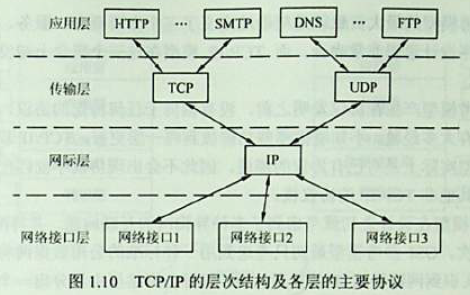 应用层 HTTP … SMTP DNS … FTP
传输层 TCP UDP
网际层 IP
网络接口层 网络接口1 网络接口2 网络接口3
图 1.10 TCP/IP 的层次结构及各层的主要协议